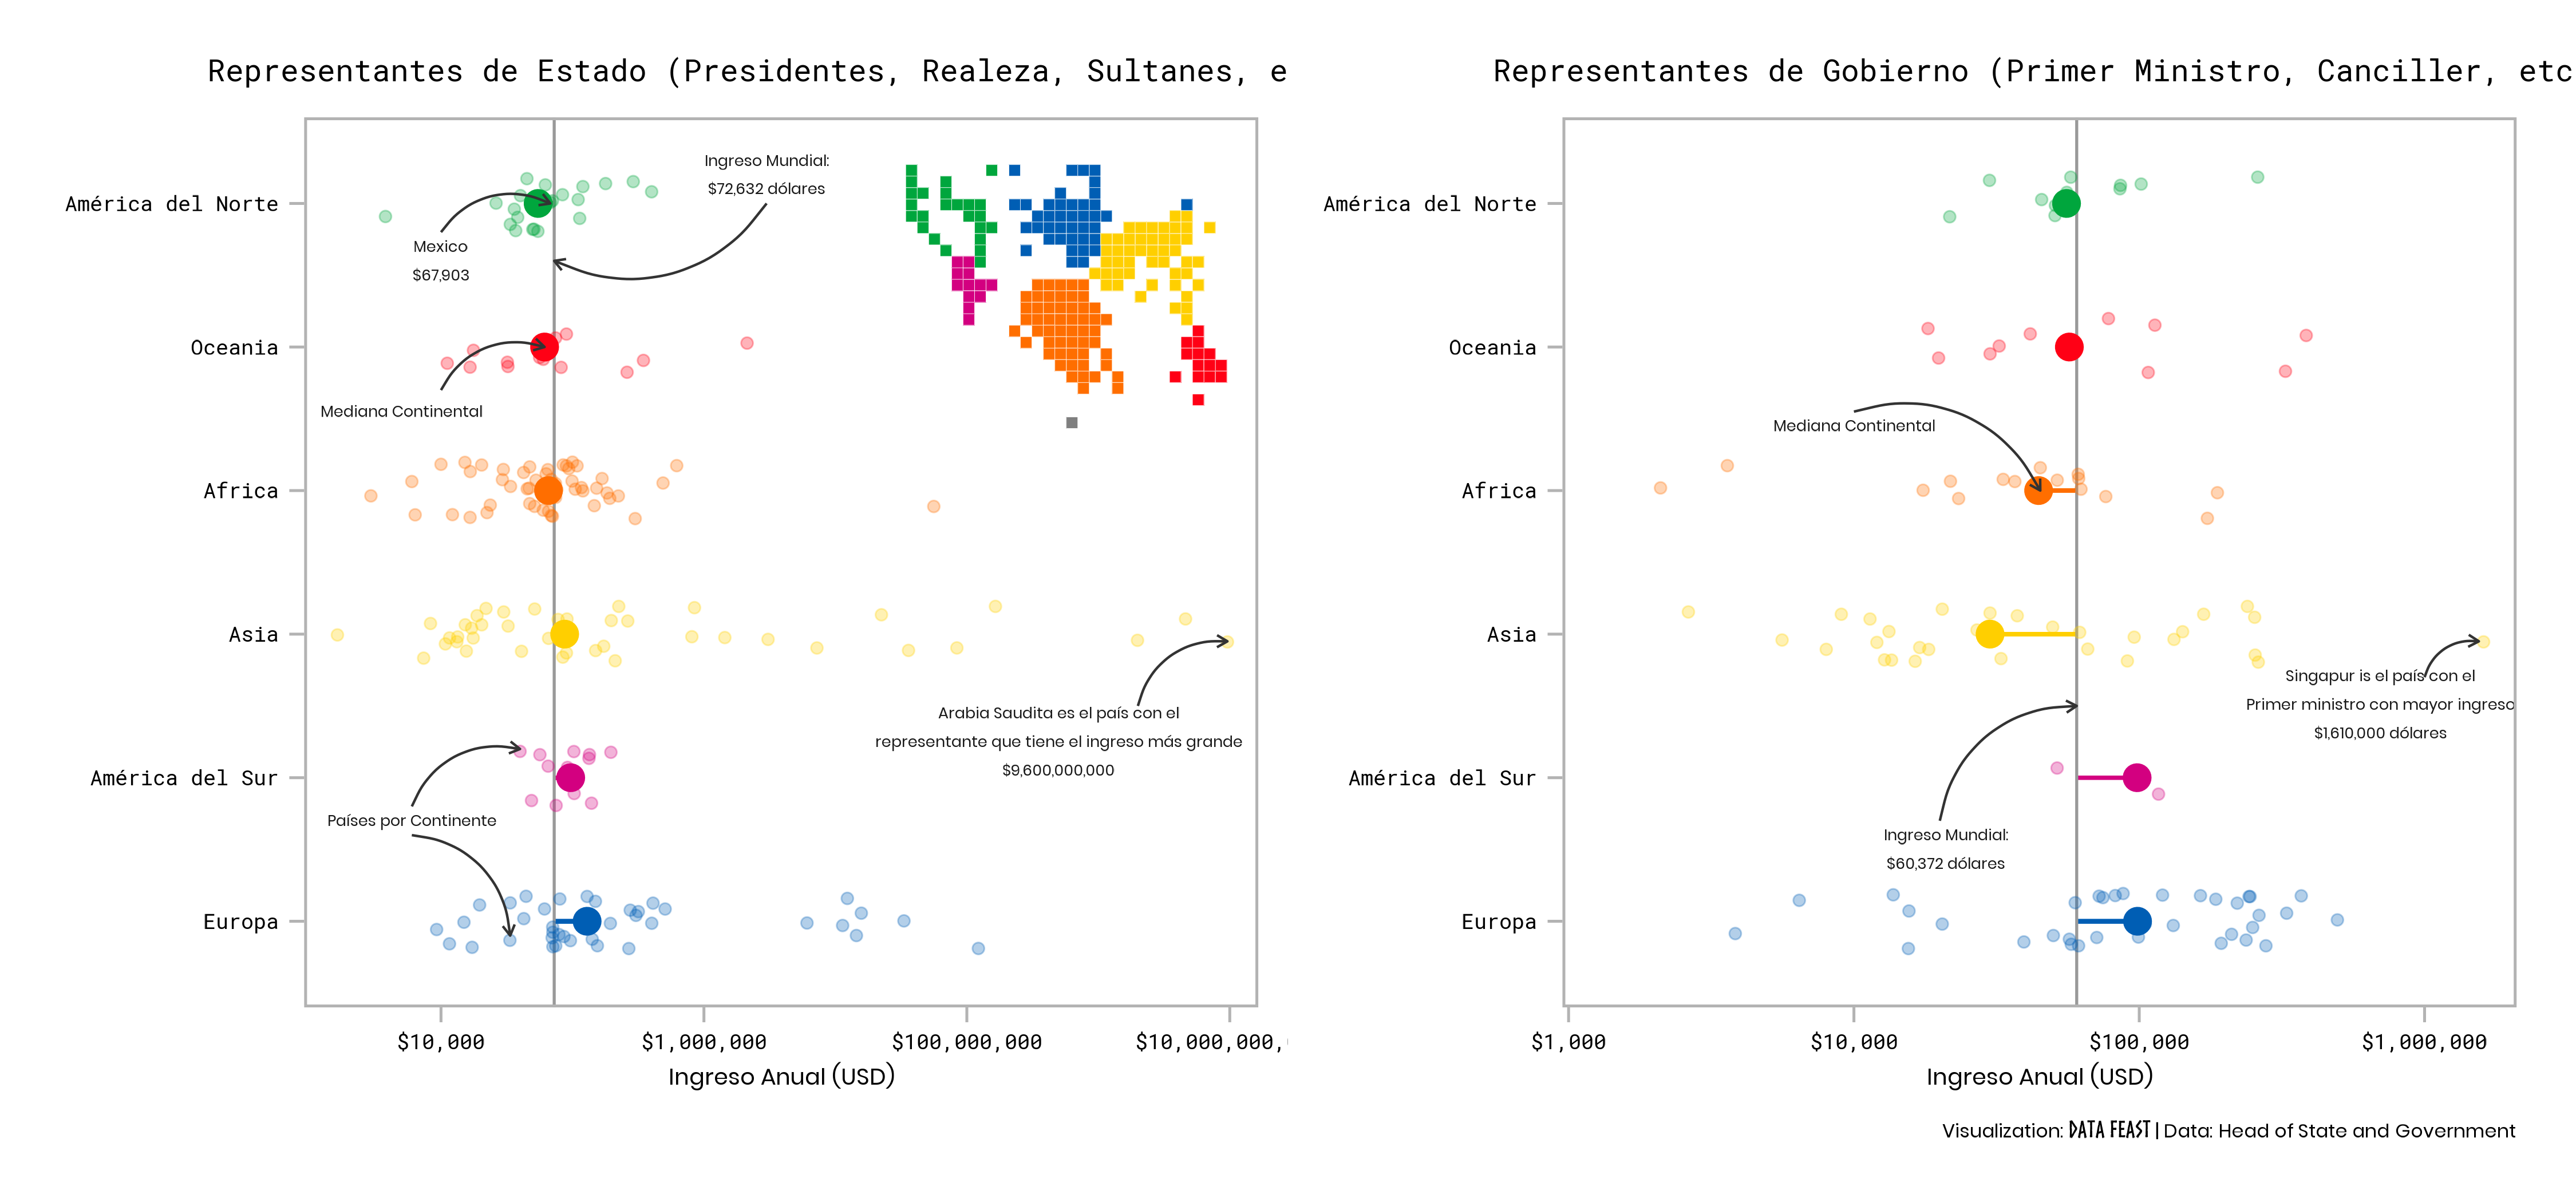 Representantes de Estado (Presidentes, Realeza, Sultanes, e
América del Norte
Oceania
Africa
Asia
América del Sur
Europa
Ingreso Mundial:
$72,632 dólares
Mexico
$67,903
Mediana Continental
Arabia Saudita es el país con el
representante que tiene el ingreso más grande
$9,600,000,000
Países por Continente
$10,000
$1,000,000
$100,000,000
$10,000,000,
Ingreso Anual (USD)
Representantes de Gobierno (Primer Ministro, Canciller, etc
América del Norte
Oceania
Africa
Asia
América del Sur
Europa
Mediana Continental
Singapur is el país con el
Primer ministro con mayor ingreso
$1,610,000 dólares
Ingreso Mundial:
$60,372 dólares
$1,000
$10,000
$100,000
$1,000,000
Ingreso Anual (USD)
Visualization: DATA FEAST | Data: Head of State and Government